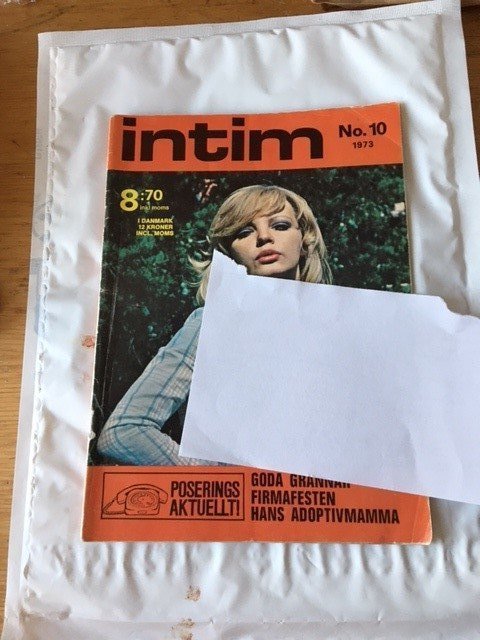 intim
No. 10
1973
8:70
inkl moms
I DANMARK
12 KRONER
INCL. MOMS
POSERINGS
AKTUELLT!
GODA GRANNAR
FIRMAFESTEN
HANS ADOPTIVMAMMA